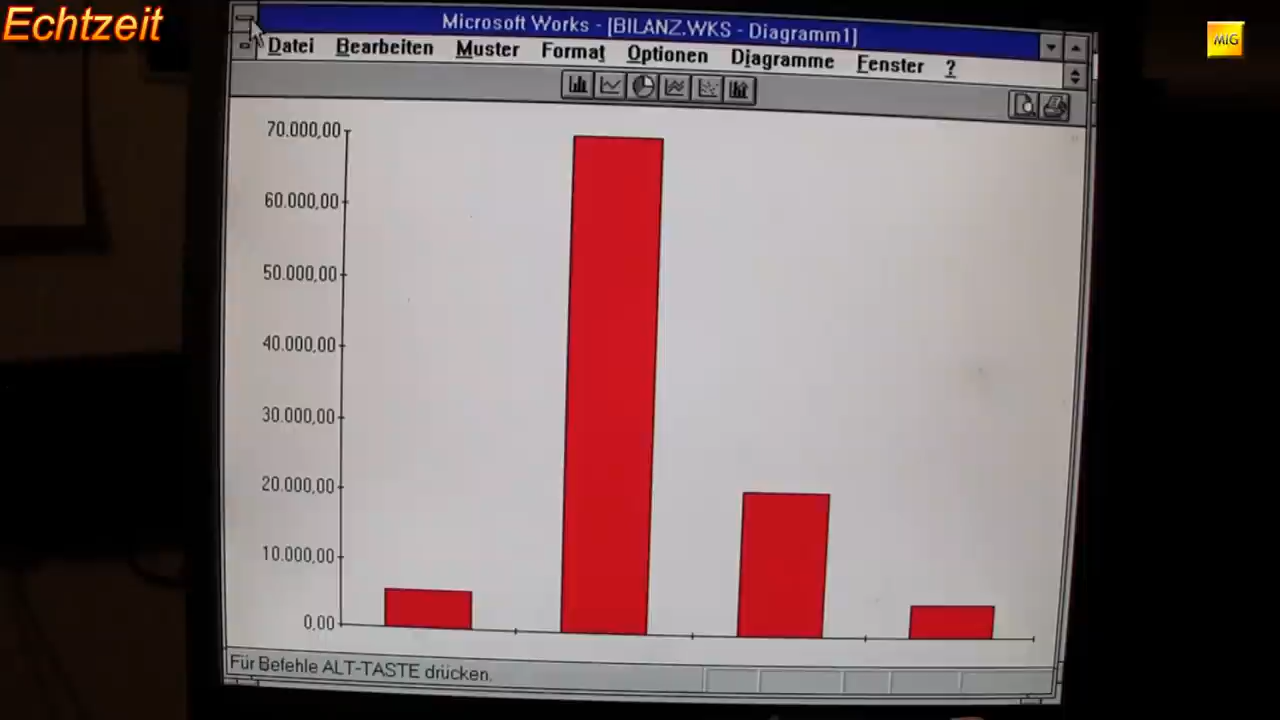 Echtzeit
MiG
Microsoft Works - [BILANZ.WKS - Diagramm1]
Datei Bearbeiten Muster Format Optionen Diagramme Fenster ?
70.000,00
60.000,00
50.000,00
40.000,00
30.000,00
20.000,00
10.000,00
0,00
Für Befehle ALT-TASTE drücken.